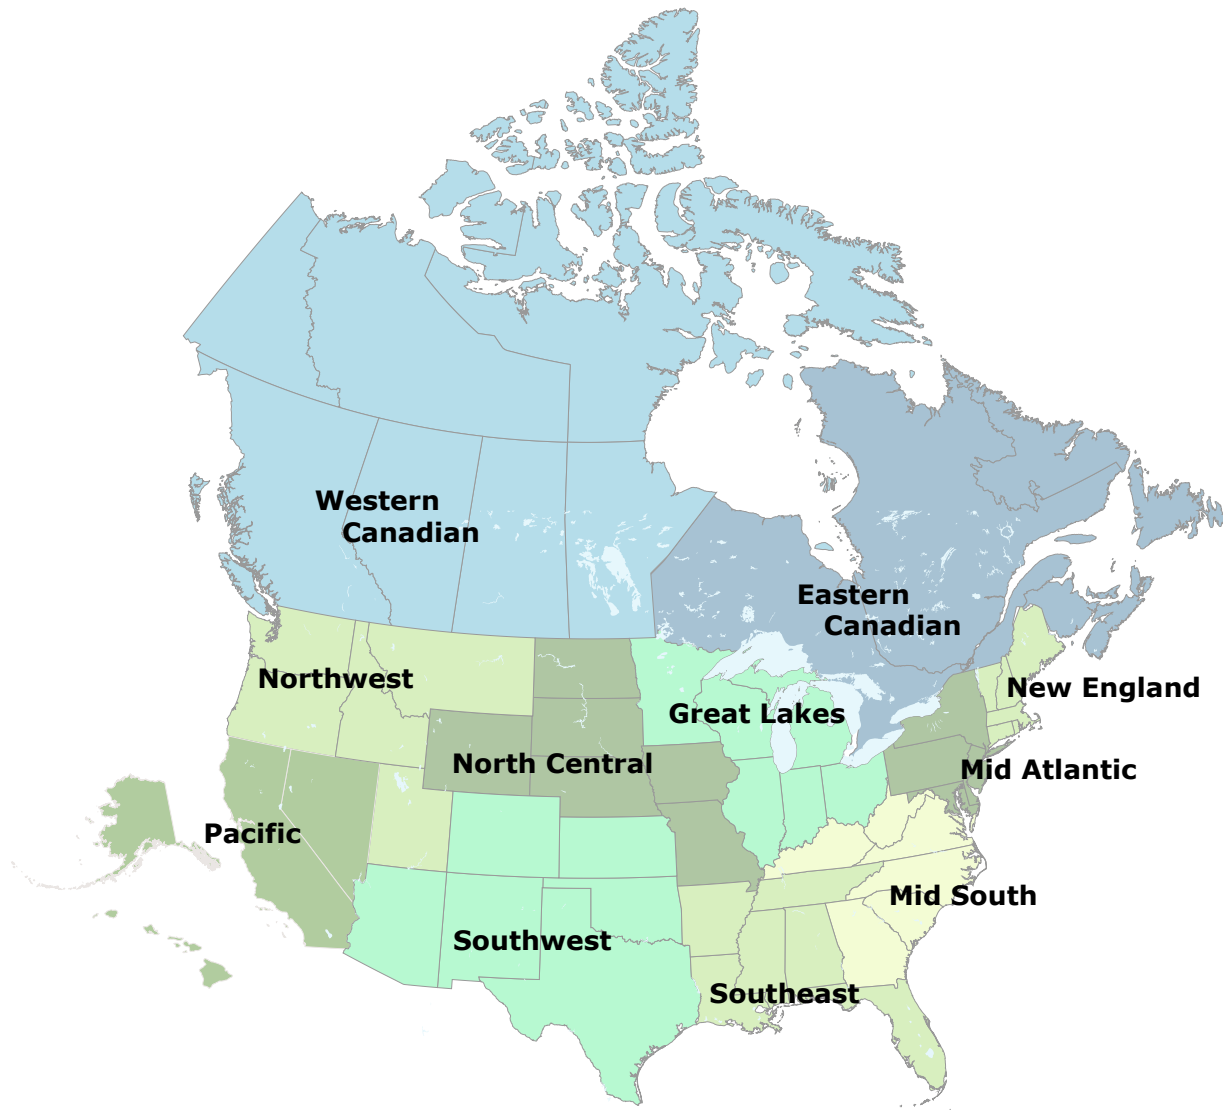 Western
Canadian
Eastern
Canadian
Northwest
New England
Great Lakes
North Central
Mid Atlantic
Pacific
Mid South
Southwest
Southeast